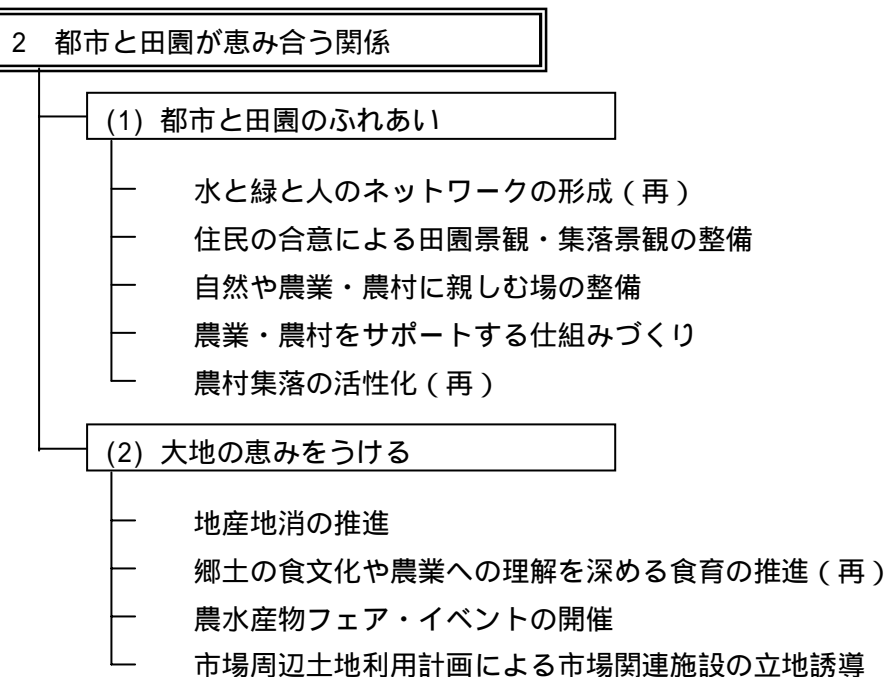 2 都市と田園が恵み合う関係
(1) 都市と田園のふれあい
水と緑と人のネットワークの形成（再）
住民の合意による田園景観・集落景観の整備
自然や農業・農村に親しむ場の整備
農業・農村をサポートする仕組みづくり
農村集落の活性化（再）
(2) 大地の恵みをうける
地産地消の推進
郷土の食文化や農業への理解を深める食育の推進（再）
農水産物フェア・イベントの開催
市場周辺土地利用計画による市場関連施設の立地誘導